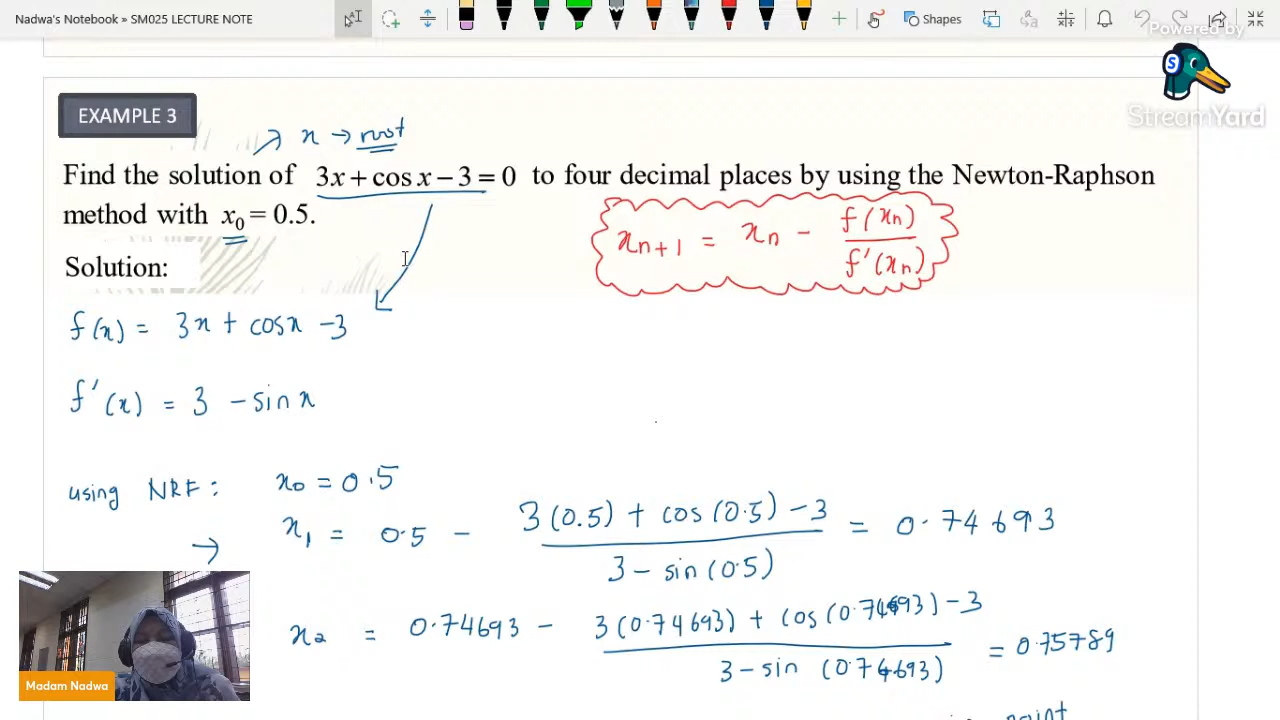 Nadwa's Notebook » SM025 LECTURE NOTE
Shapes
Powered by
S
StreamYard
EXAMPLE 3
x → root
Find the solution of 3x + cos x − 3 = 0 to four decimal places by using the Newton-Raphson
method with x₀ = 0.5.
xₙ₊₁ = xₙ − f(xₙ) / f'(xₙ)
Solution:
f(x) = 3x + cosx − 3
f'(x) = 3 − sin x
using NRF : x₀ = 0.5
→ x₁ = 0.5 − 3(0.5) + cos(0.5) − 3 / 3 − sin(0.5) = 0.74693
x₂ = 0.74693 − 3(0.74693) + cos(0.74693) − 3 / 3 − sin (0.74693) = 0.75789
Madam Nadwa